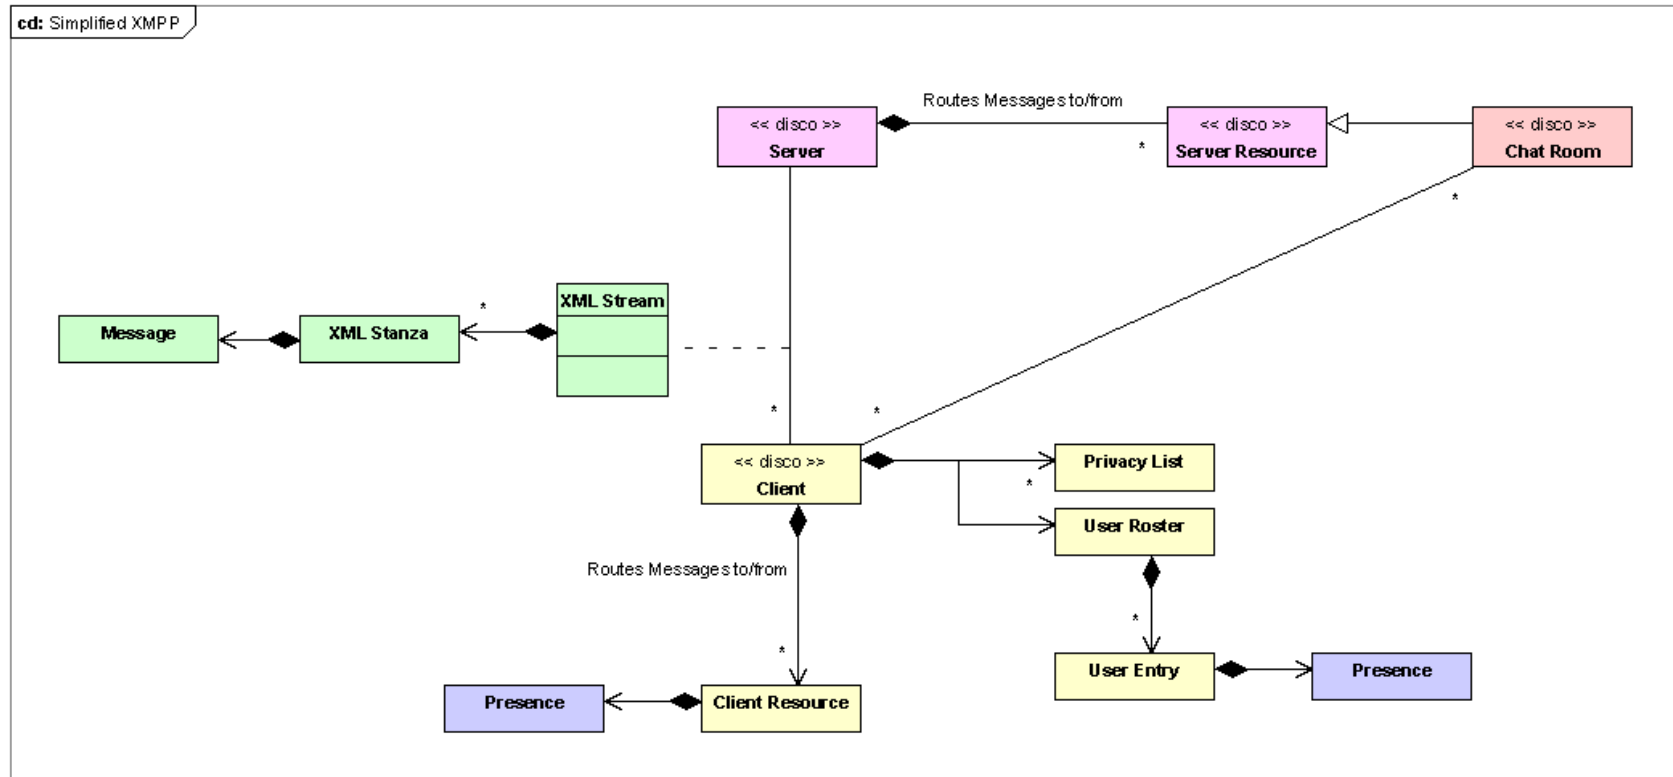 cd: Simplified XMPP
Routes Messages to/from
<< disco >>
Server
*
<< disco >>
Server Resource
<< disco >>
Chat Room
*
XML Stream
*
Message
XML Stanza
*
*
<< disco >>
Client
Privacy List
*
User Roster
Routes Messages to/from
*
*
User Entry
Presence
Presence
Client Resource